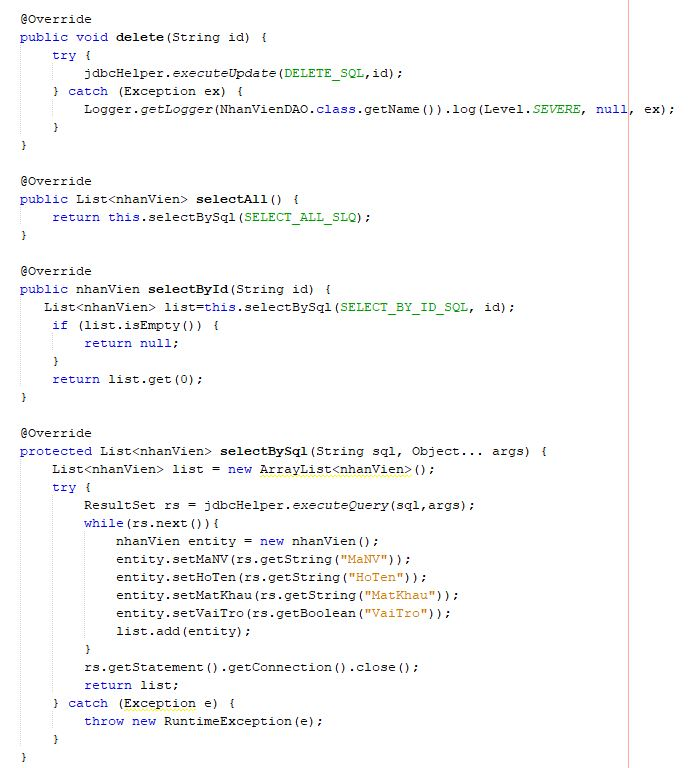 @Override
public void delete(String id) {
    try {
        jdbcHelper.executeUpdate(DELETE_SQL,id);
    } catch (Exception ex) {
        Logger.getLogger(NhanVienDAO.class.getName()).log(Level.SEVERE, null, ex);
    }
}
@Override
public List<nhanVien> selectAll() {
    return this.selectBySql(SELECT_ALL_SLQ);
}
@Override
public nhanVien selectById(String id) {
   List<nhanVien> list=this.selectBySql(SELECT_BY_ID_SQL, id);
    if (list.isEmpty()) {
        return null;
    }
    return list.get(0);
}
@Override
protected List<nhanVien> selectBySql(String sql, Object... args) {
    List<nhanVien> list = new ArrayList<nhanVien>();
    try {
        ResultSet rs = jdbcHelper.executeQuery(sql,args);
        while(rs.next()){
            nhanVien entity = new nhanVien();
            entity.setMaNV(rs.getString("MaNV"));
            entity.setHoTen(rs.getString("HoTen"));
            entity.setMatKhau(rs.getString("MatKhau"));
            entity.setVaiTro(rs.getBoolean("VaiTro"));
            list.add(entity);
        }
        rs.getStatement().getConnection().close();
        return list;
    } catch (Exception e) {
        throw new RuntimeException(e);
    }
}